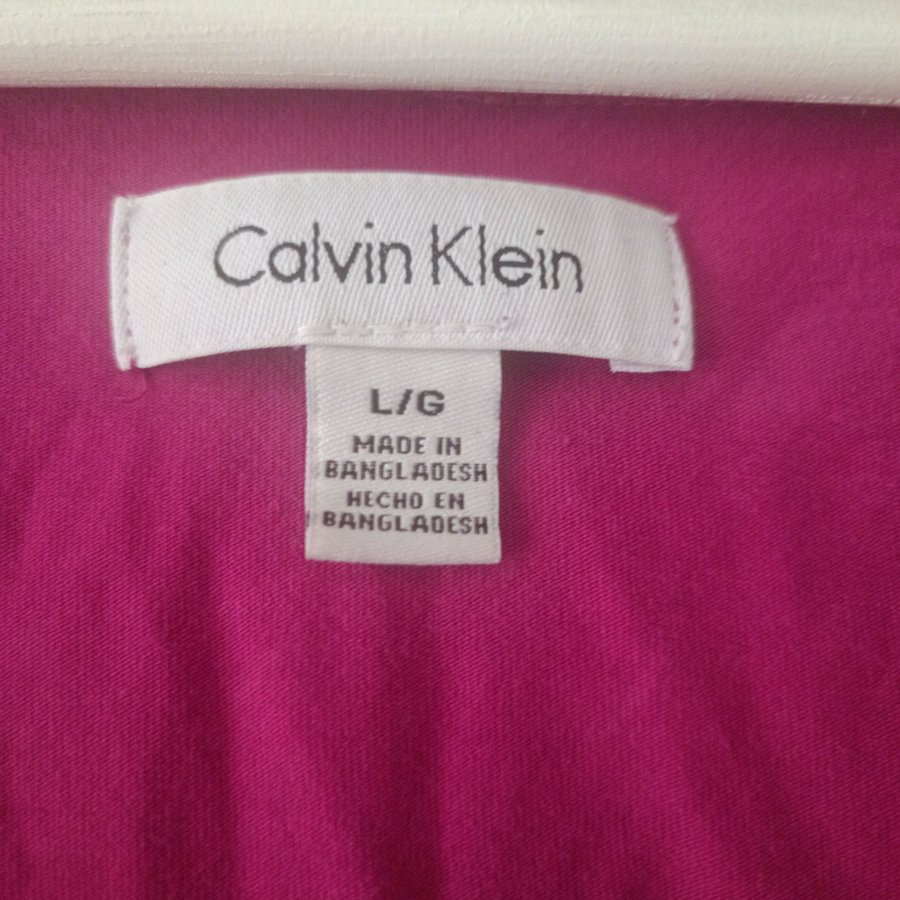 Calvin Klein
L/G
MADE IN
BANGLADESH
HECHO EN
BANGLADESH